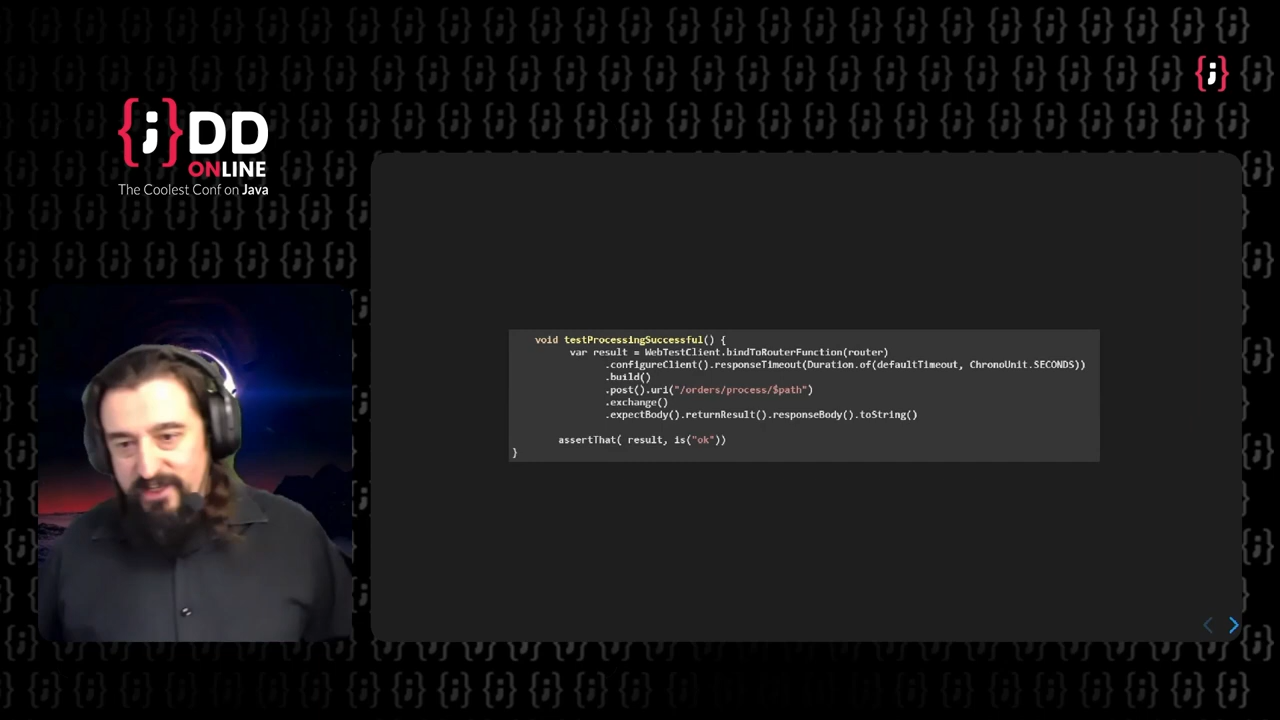 {;}
{;}DD
ONLINE
The Coolest Conf on Java
void testProcessingSuccessful() {
var result = WebTestClient.bindToRouterFunction(router)
.configureClient().responseTimeout(Duration.of(defaultTimeout, ChronoUnit.SECONDS))
.build()
.post().uri("/orders/process/$path")
.exchange()
.expectBody().returnResult().responseBody().toString()
assertThat( result, is("ok"))
}